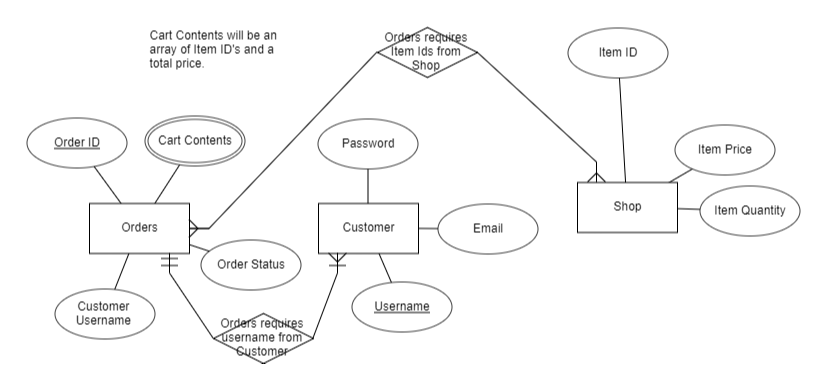 Cart Contents will be an
array of Item ID's and a
total price.
Orders requires
Item Ids from
Shop
Item ID
Order ID
Cart Contents
Password
Item Price
Orders
Customer
Shop
Item Quantity
Email
Order Status
Customer
Username
Username
Orders requires
username from
Customer